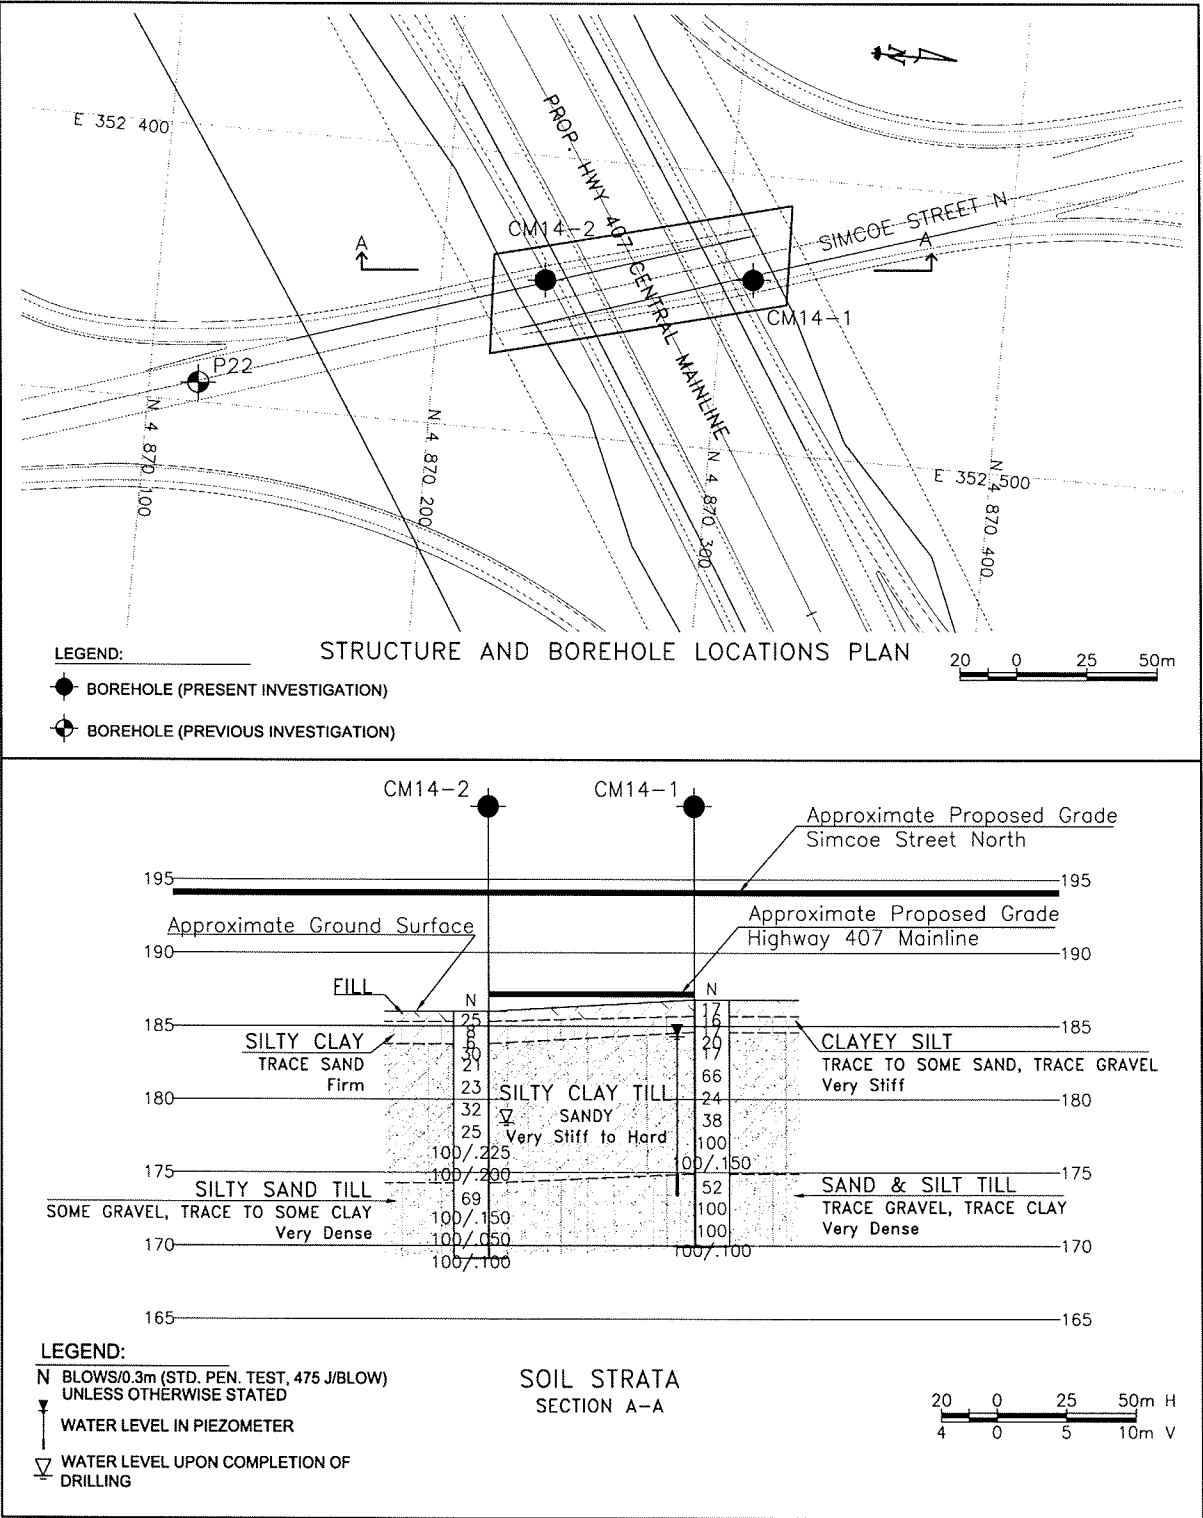 E 352 400
N
PROP. HWY 407 CENTRAL MAINLINE
SIMCOE STREET N
CM14-2
A
A
CM14-1
P22
N 4 870 100
N 4 870 200
N 4 870 300
N 4 870 400
E 352 500
STRUCTURE AND BOREHOLE LOCATIONS PLAN
20 0 25 50m
LEGEND:
BOREHOLE (PRESENT INVESTIGATION)
BOREHOLE (PREVIOUS INVESTIGATION)
CM14-2
CM14-1
Approximate Proposed Grade
Simcoe Street North
195
195
Approximate Ground Surface
Approximate Proposed Grade
Highway 407 Mainline
190
190
FILL
N
N
185
185
SILTY CLAY
TRACE SAND
Firm
25
8
6
30
21
23
32
25
100/.225
100/.200
69
100/.150
100/.050
100/.100
SILTY CLAY TILL
SANDY
Very Stiff to Hard
17
16
17
20
17
66
24
38
100
100/.150
52
100
100
100/.100
CLAYEY SILT
TRACE TO SOME SAND, TRACE GRAVEL
Very Stiff
180
180
175
175
SILTY SAND TILL
SOME GRAVEL, TRACE TO SOME CLAY
Very Dense
SAND & SILT TILL
TRACE GRAVEL, TRACE CLAY
Very Dense
170
170
165
165
LEGEND:
N BLOWS/0.3m (STD. PEN. TEST, 475 J/BLOW)
UNLESS OTHERWISE STATED
WATER LEVEL IN PIEZOMETER
WATER LEVEL UPON COMPLETION OF
DRILLING
SOIL STRATA
SECTION A-A
20 0 25 50m H
4 0 5 10m V